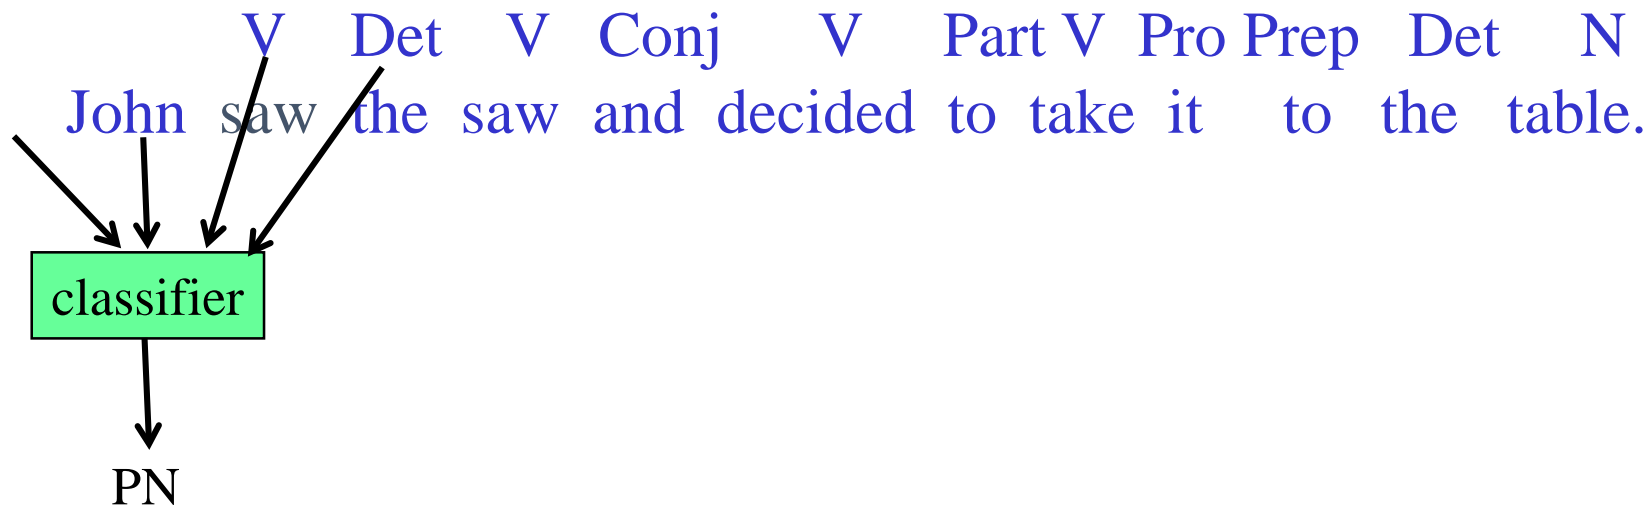 V Det V Conj V Part V Pro Prep Det N
John saw the saw and decided to take it to the table.
classifier
PN